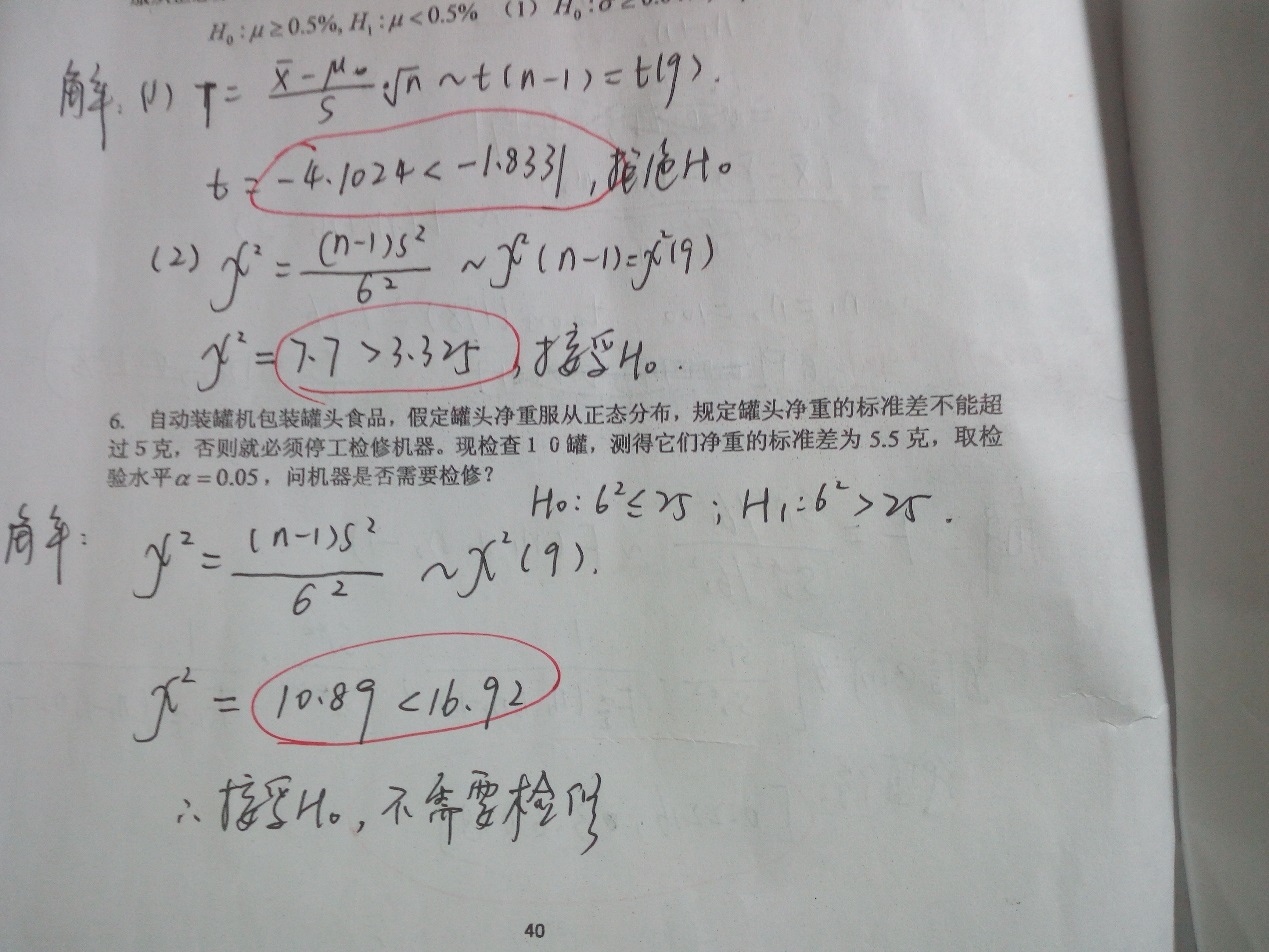 H₀:μ≥0.5%, H₁:μ<0.5% (1) H₀:σ≥
解:(1) T = (x̄-μ₀)/S · √n ~ t(n-1) = t(9).
t = -4.1024 < -1.8331, 拒绝H₀
(2) χ² = (n-1)S²/6² ~ χ²(n-1)=χ²(9)
χ² = 7.7 > 3.325, 接受H₀.
6. 自动装罐机包装罐头食品，假定罐头净重服从正态分布，规定罐头净重的标准差不能超
过5克，否则就必须停工检修机器。现检查1 0罐，测得它们净重的标准差为5.5克，取检
验水平α=0.05，问机器是否需要检修？
H₀:6²≤25; H₁:6²>25.
解: χ² = (n-1)S²/6² ~ χ²(9).
χ² = 10.89 < 16.92
∴接受H₀, 不需要检修
40